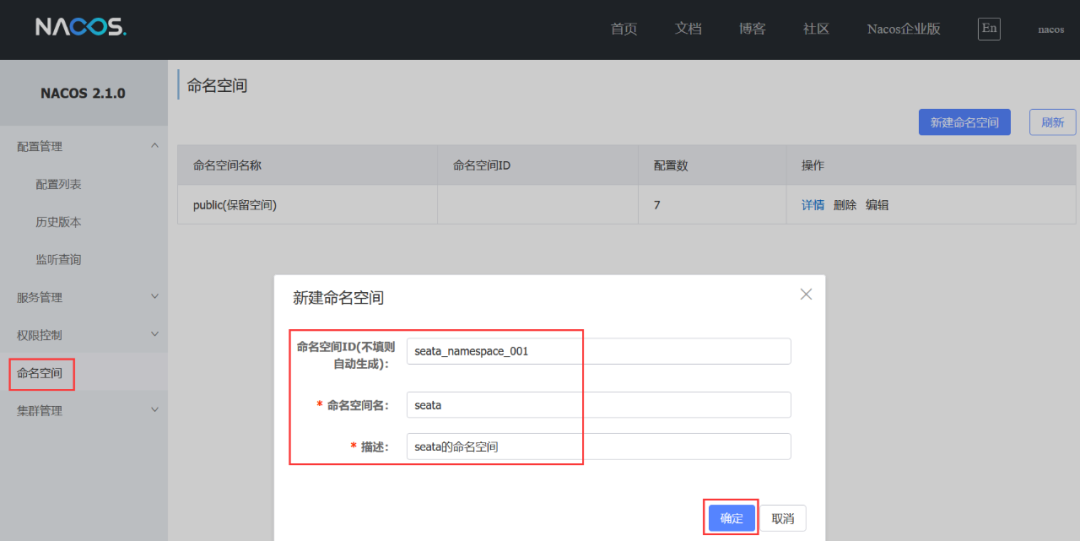 NACOS.
首页 文档 博客 社区 Nacos企业版 En nacos
NACOS 2.1.0
配置管理
配置列表
历史版本
监听查询
服务管理
权限控制
命名空间
集群管理
命名空间
新建命名空间 刷新
命名空间名称 命名空间ID 配置数 操作
public(保留空间) 7 详情 删除 编辑
新建命名空间
命名空间ID(不填则
自动生成): seata_namespace_001
* 命名空间名: seata
* 描述: seata的命名空间
确定 取消